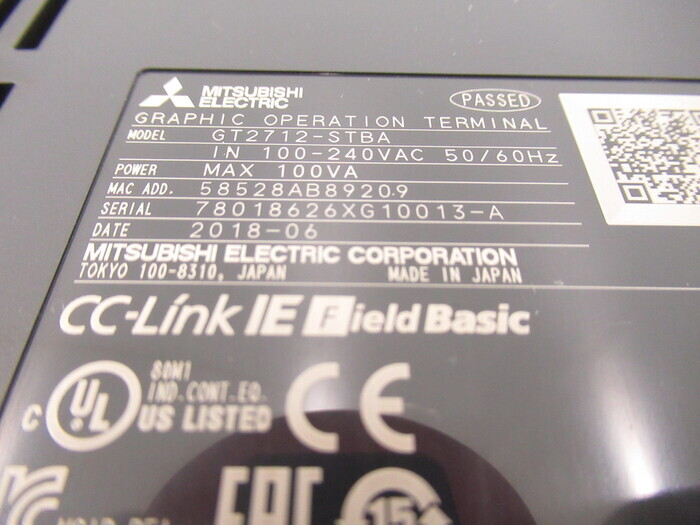 MITSUBISHI
ELECTRIC
PASSED
GRAPHIC OPERATION TERMINAL
MODEL GT2712-STBA
IN 100-240VAC 50/60Hz
POWER MAX 100VA
MAC ADD. 58528AB89209
SERIAL 78018626XG10013-A
DATE 2018-06
MITSUBISHI ELECTRIC CORPORATION
TOKYO 100-8310, JAPAN MADE IN JAPAN
CC-Link IE Field Basic
80M1
IND.CONT.EQ.
C UL US LISTED
CE
EAC
15